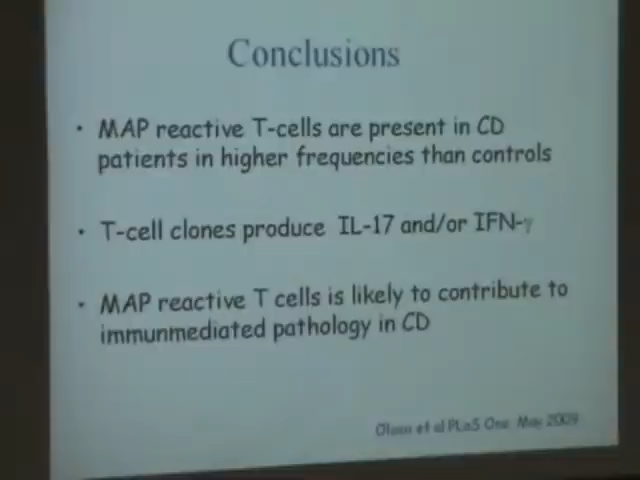 Conclusions
• MAP reactive T-cells are present in CD
patients in higher frequencies than controls
• T-cell clones produce IL-17 and/or IFN-γ
• MAP reactive T cells is likely to contribute to
immunmediated pathology in CD
et al PLoS One, May 2009